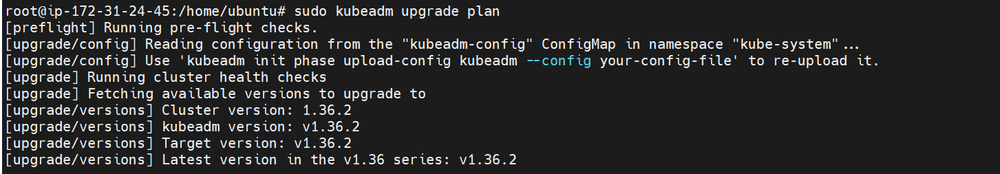 root@ip-172-31-24-45:/home/ubuntu# sudo kubeadm upgrade plan
[preflight] Running pre-flight checks.
[upgrade/config] Reading configuration from the "kubeadm-config" ConfigMap in namespace "kube-system"...
[upgrade/config] Use 'kubeadm init phase upload-config kubeadm --config your-config-file' to re-upload it.
[upgrade] Running cluster health checks
[upgrade] Fetching available versions to upgrade to
[upgrade/versions] Cluster version: 1.36.2
[upgrade/versions] kubeadm version: v1.36.2
[upgrade/versions] Target version: v1.36.2
[upgrade/versions] Latest version in the v1.36 series: v1.36.2